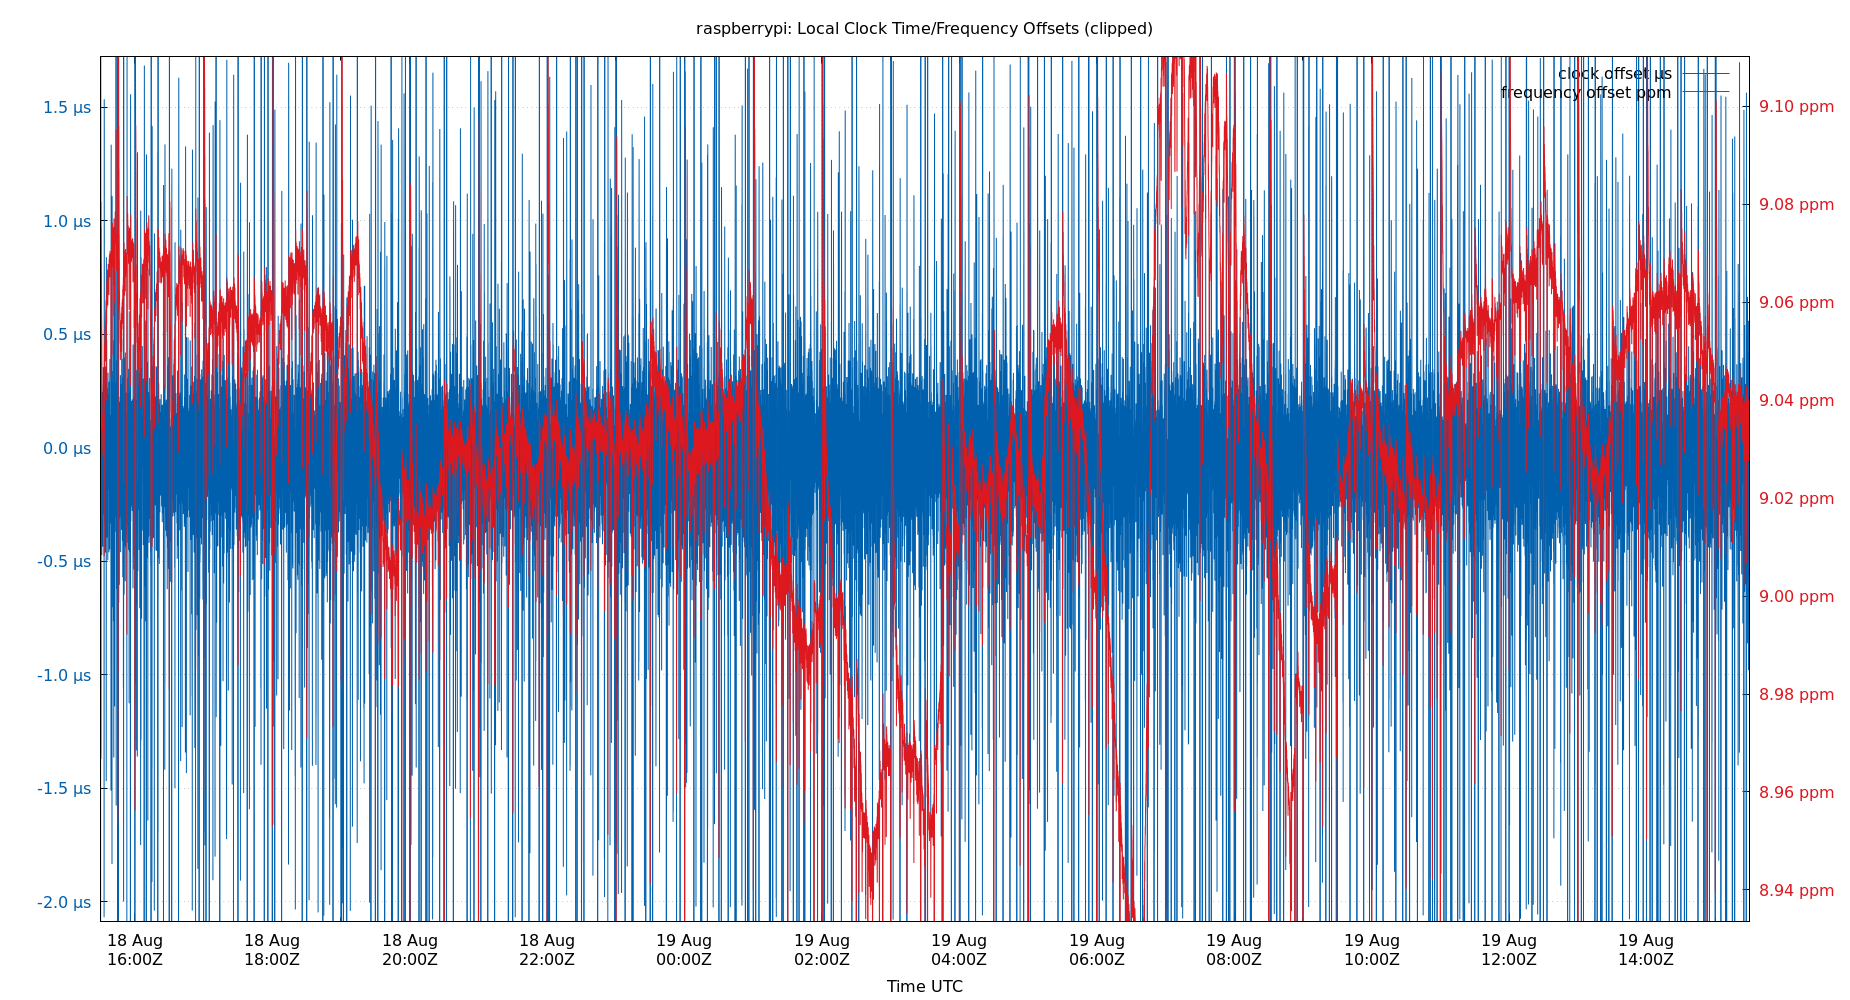 raspberrypi: Local Clock Time/Frequency Offsets (clipped)
clock offset µs
frequency offset ppm
1.5 µs
1.0 µs
0.5 µs
0.0 µs
-0.5 µs
-1.0 µs
-1.5 µs
-2.0 µs
9.10 ppm
9.08 ppm
9.06 ppm
9.04 ppm
9.02 ppm
9.00 ppm
8.98 ppm
8.96 ppm
8.94 ppm
18 Aug 18 Aug 18 Aug 18 Aug 19 Aug 19 Aug 19 Aug 19 Aug 19 Aug 19 Aug 19 Aug 19 Aug
16:00Z 18:00Z 20:00Z 22:00Z 00:00Z 02:00Z 04:00Z 06:00Z 08:00Z 10:00Z 12:00Z 14:00Z
Time UTC